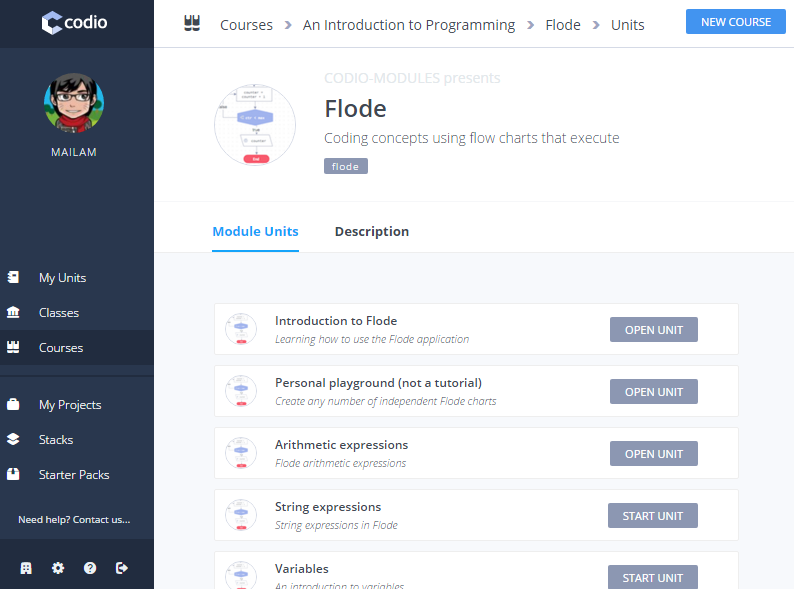 codio
Courses > An Introduction to Programming > Flode > Units
NEW COURSE
MAILAM
CODIO-MODULES presents
Flode
Coding concepts using flow charts that execute
flode
Module Units
Description
My Units
Classes
Courses
My Projects
Stacks
Starter Packs
Need help? Contact us...
Introduction to Flode
Learning how to use the Flode application
OPEN UNIT
Personal playground (not a tutorial)
Create any number of independent Flode charts
OPEN UNIT
Arithmetic expressions
Flode arithmetic expressions
OPEN UNIT
String expressions
String expressions in Flode
START UNIT
Variables
An introduction to variables
START UNIT